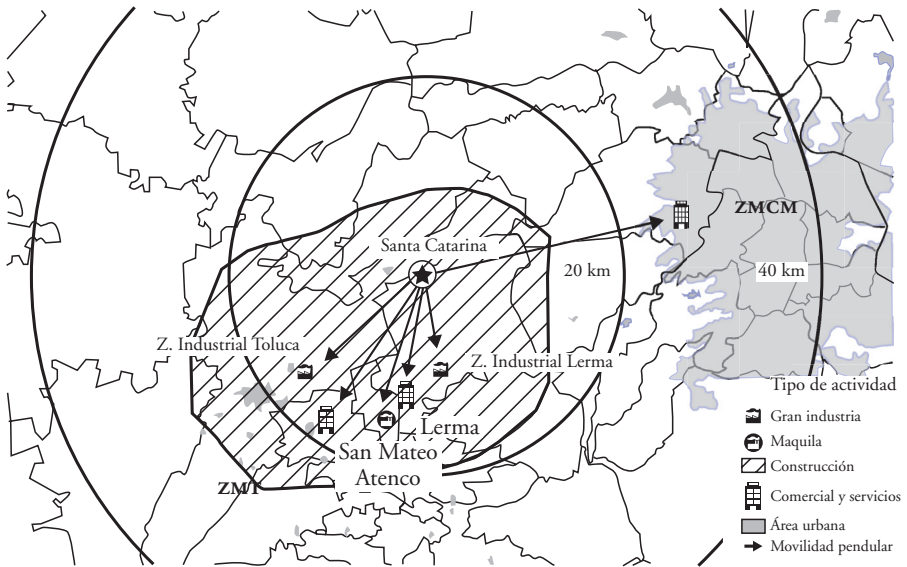 Santa Catarina
ZMCM
20 km
40 km
Z. Industrial Toluca
Z. Industrial Lerma
Lerma
San Mateo
Atenco
ZMT
Tipo de actividad
Gran industria
Maquila
Construcción
Comercial y servicios
Área urbana
Movilidad pendular